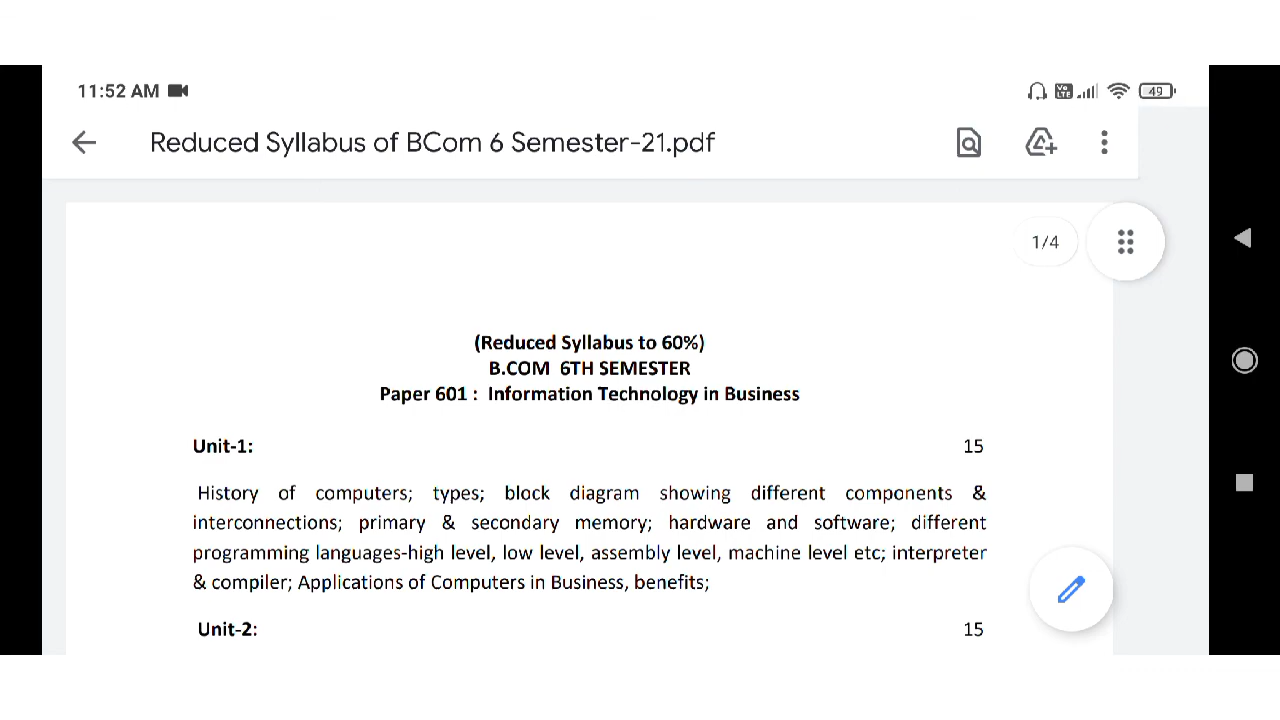 11:52 AM
Vo LTE
49
Reduced Syllabus of BCom 6 Semester-21.pdf
1/4
(Reduced Syllabus to 60%)
B.COM 6TH SEMESTER
Paper 601 : Information Technology in Business
Unit-1: 15
History of computers; types; block diagram showing different components &
interconnections; primary & secondary memory; hardware and software; different
programming languages-high level, low level, assembly level, machine level etc; interpreter
& compiler; Applications of Computers in Business, benefits;
Unit-2: 15